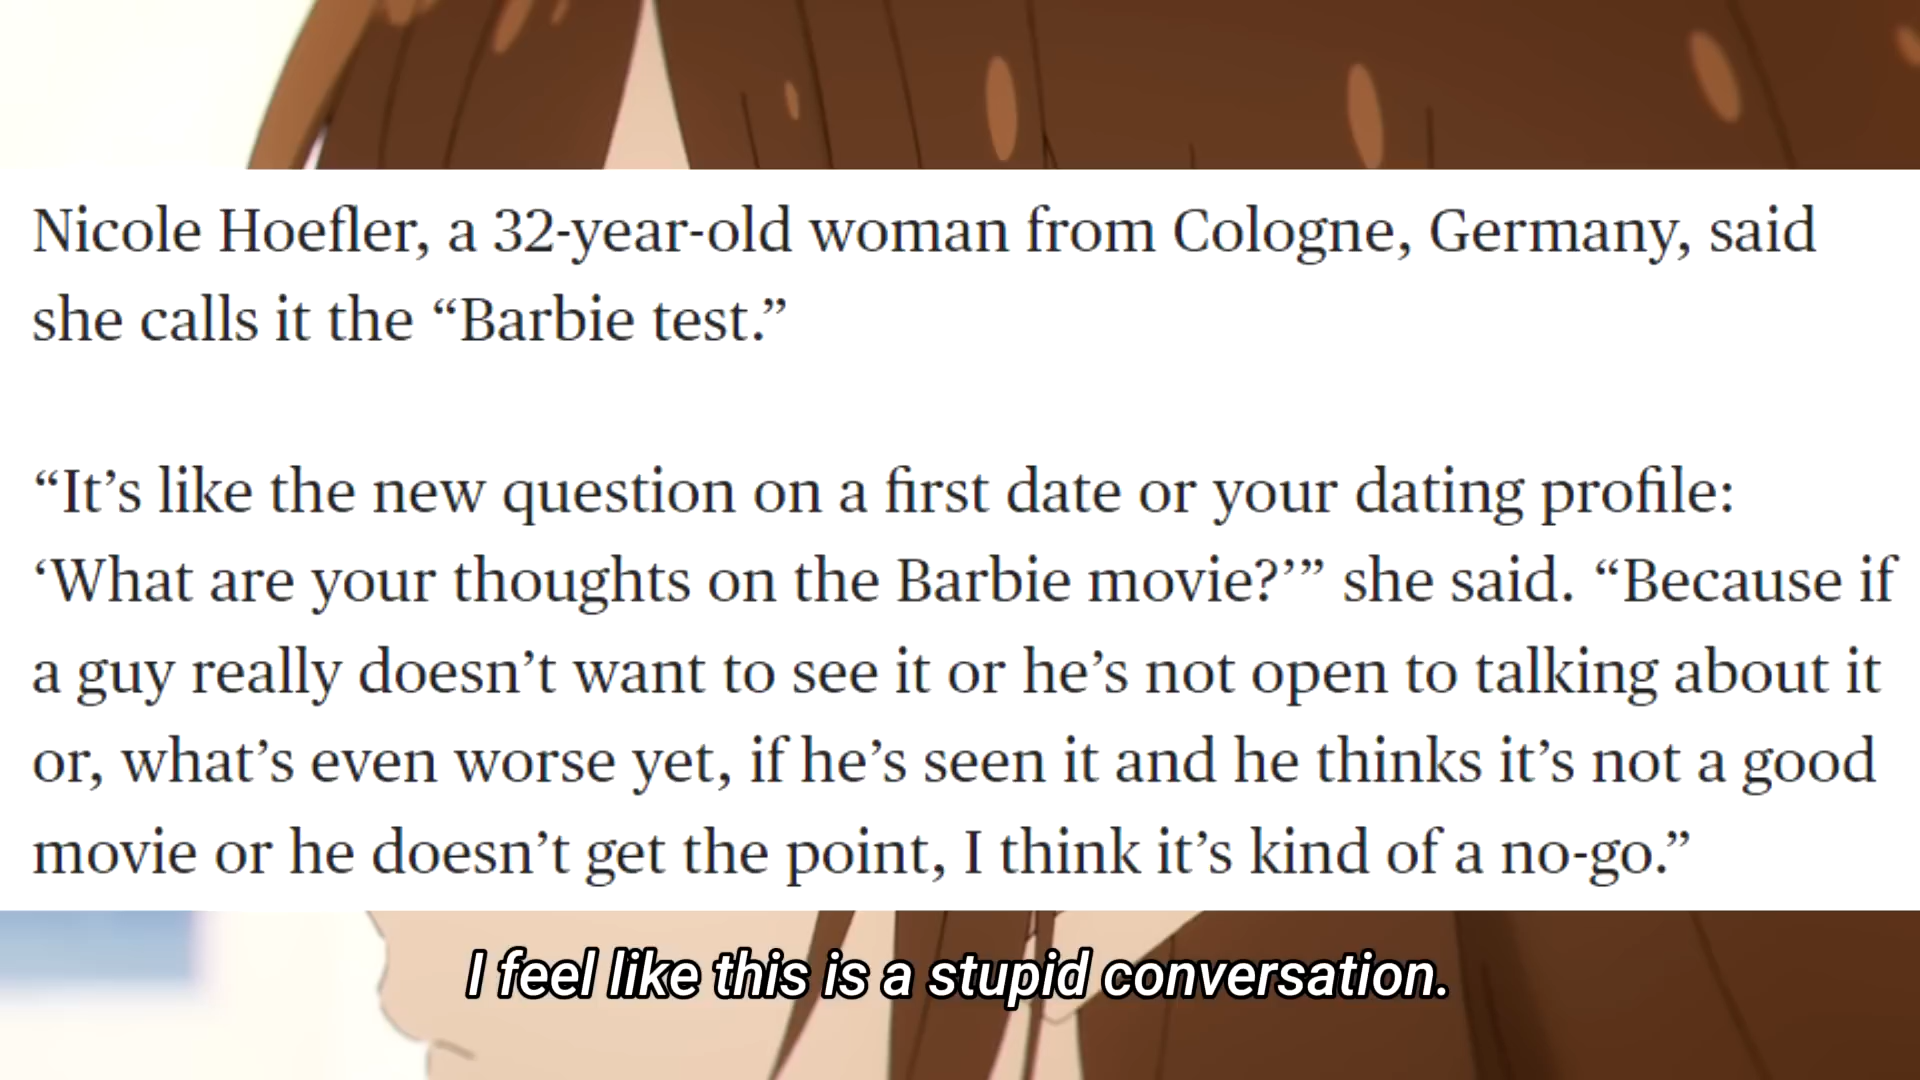 Nicole Hoefler, a 32-year-old woman from Cologne, Germany, said
she calls it the “Barbie test.”
“It’s like the new question on a first date or your dating profile:
‘What are your thoughts on the Barbie movie?’” she said. “Because if
a guy really doesn’t want to see it or he’s not open to talking about it
or, what’s even worse yet, if he’s seen it and he thinks it’s not a good
movie or he doesn’t get the point, I think it’s kind of a no-go.”
I feel like this is a stupid conversation.